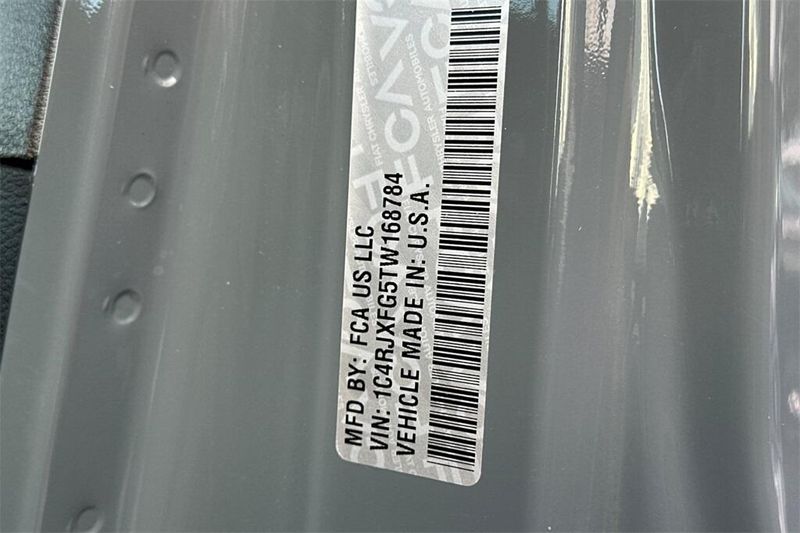 MFD BY: FCA US LLC
VIN: 1C4RJXFG5TW168784
VEHICLE MADE IN: U.S.A.